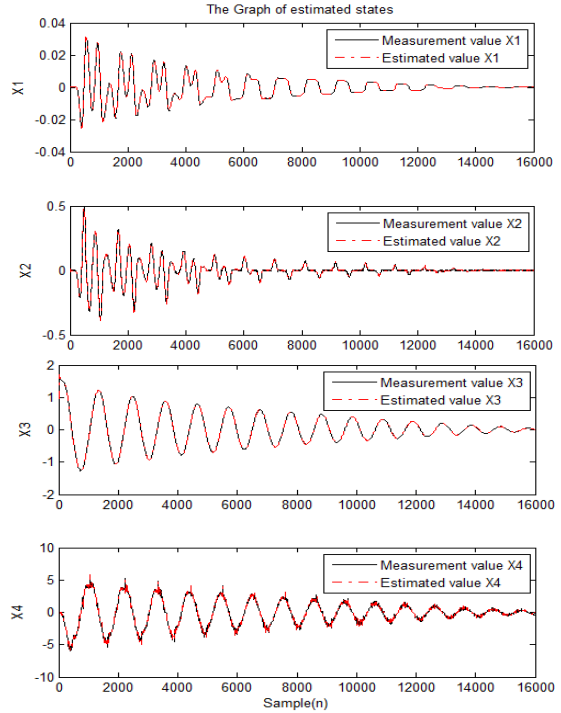 The Graph of estimated states
0.04
0.02
0
-0.02
-0.04
X1
Measurement value X1
Estimated value X1
0 2000 4000 6000 8000 10000 12000 14000 16000
0.5
0
-0.5
X2
Measurement value X2
Estimated value X2
0 2000 4000 6000 8000 10000 12000 14000 16000
2
1
0
-1
-2
X3
Measurement value X3
Estimated value X3
0 2000 4000 6000 8000 10000 12000 14000 16000
10
5
0
-5
-10
X4
Measurement value X4
Estimated value X4
0 2000 4000 6000 8000 10000 12000 14000 16000
Sample(n)